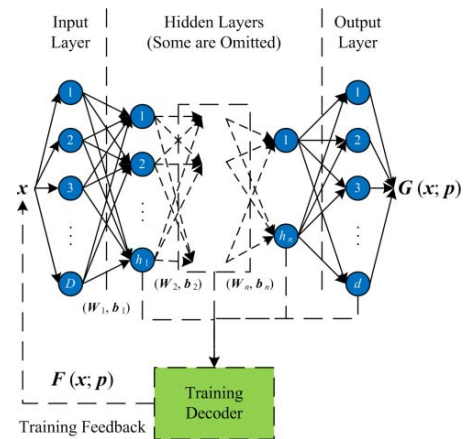 Input
Layer
Hidden Layers
(Some are Omitted)
Output
Layer
1
2
3
⋮
D
x
1
2
⋮
h1
1
⋮
hn
1
2
3
⋮
d
G (x; p)
(W1, b1)
(W2, b2)
(Wn, bn)
F (x; p)
Training
Decoder
Training Feedback